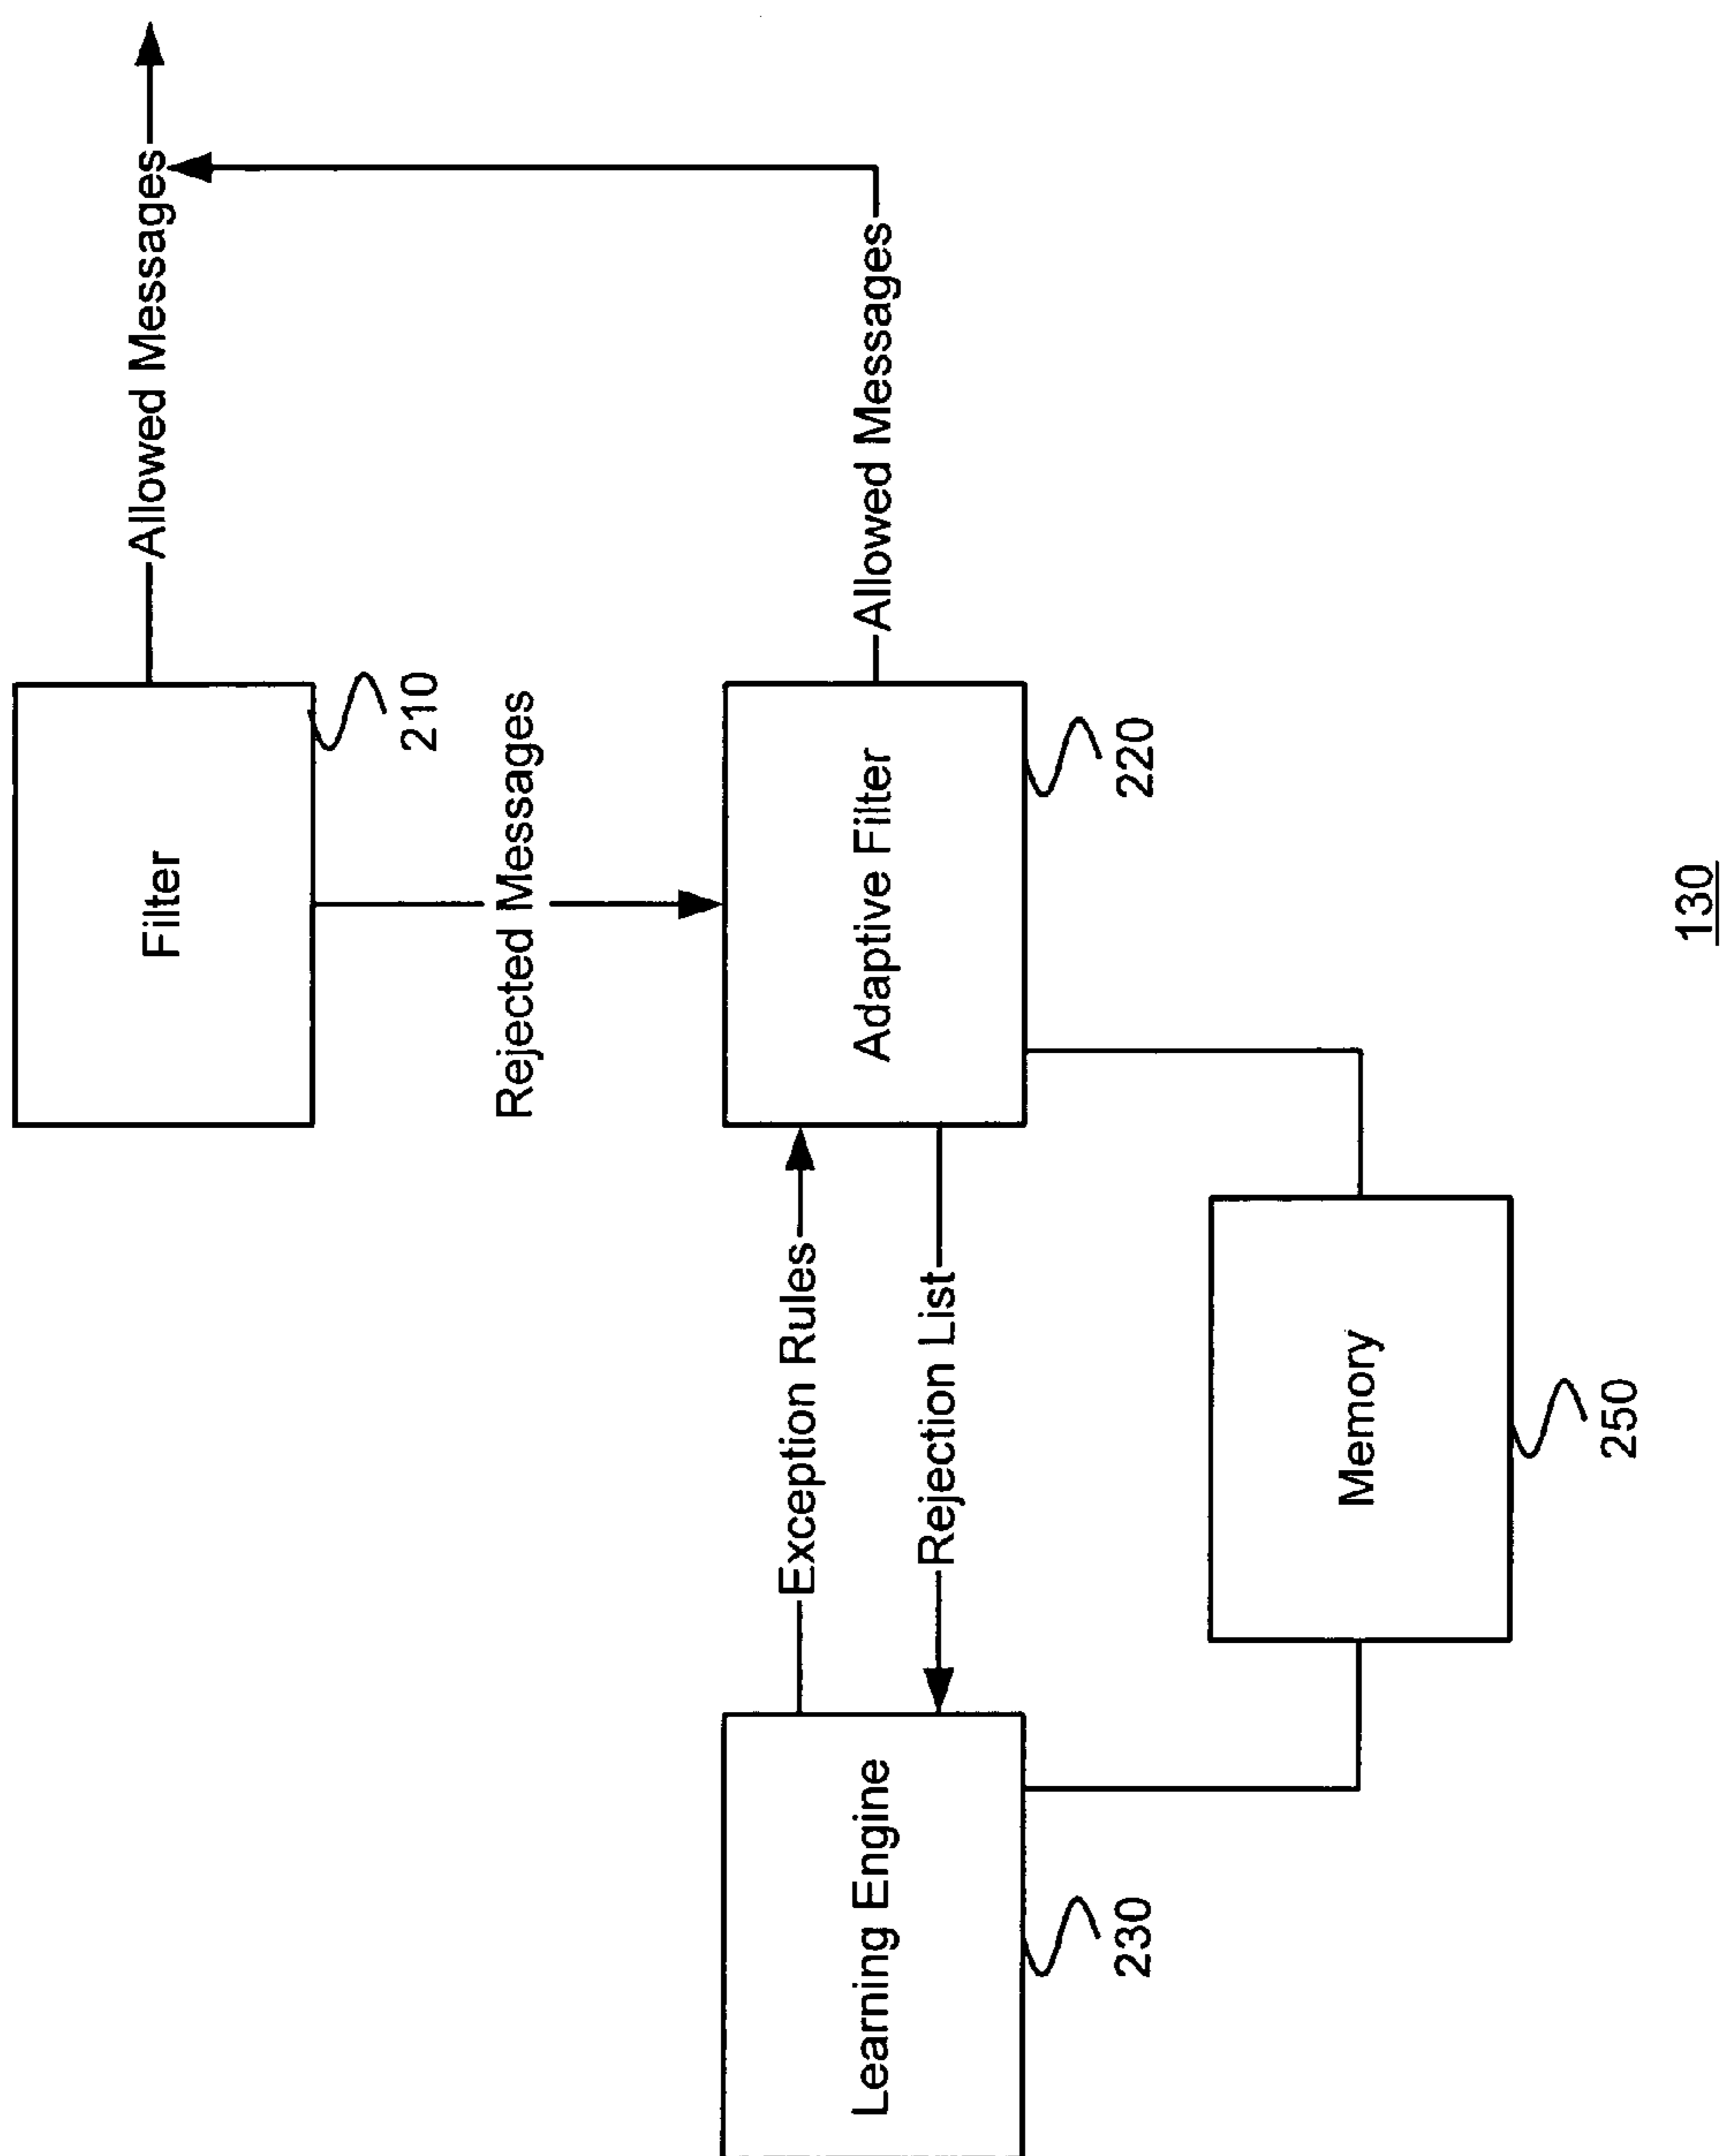 Filter
210
Allowed Messages
Rejected Messages
Learning Engine
230
Exception Rules
Rejection List
Adaptive Filter
220
Allowed Messages
Memory
250
130